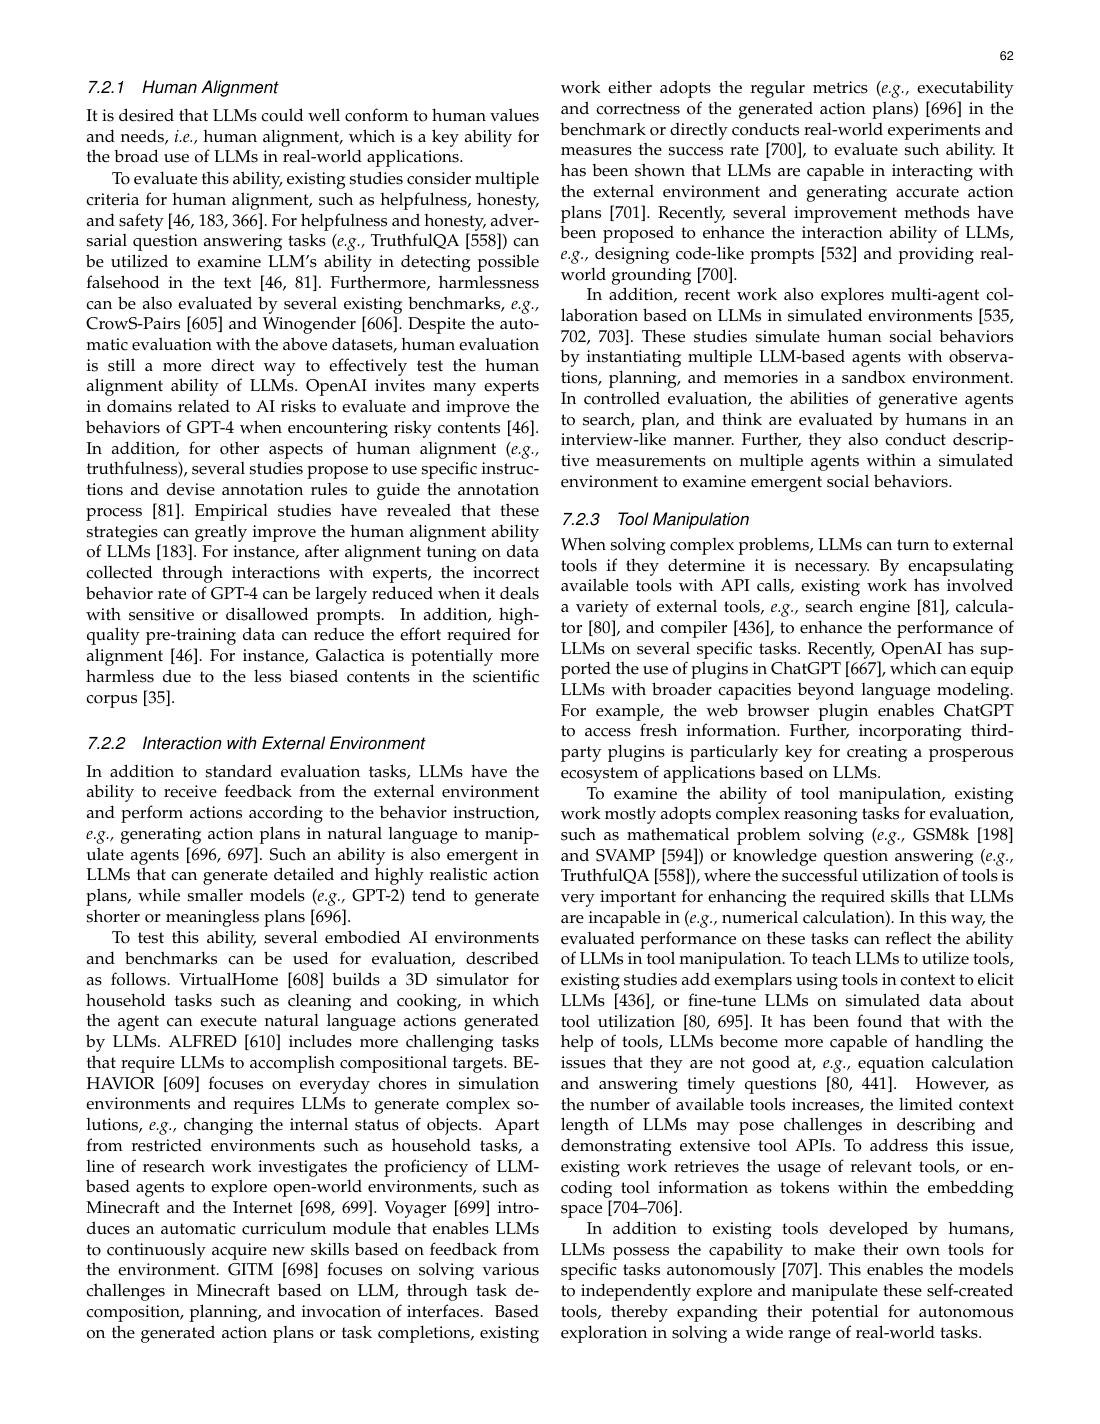 62
7.2.1 Human Alignment
It is desired that LLMs could well conform to human values
and needs, i.e., human alignment, which is a key ability for
the broad use of LLMs in real-world applications.
To evaluate this ability, existing studies consider multiple
criteria for human alignment, such as helpfulness, honesty,
and safety [46, 183, 366]. For helpfulness and honesty, adver-
sarial question answering tasks (e.g., TruthfulQA [558]) can
be utilized to examine LLM's ability in detecting possible
falsehood in the text [46, 81]. Furthermore, harmlessness
can be also evaluated by several existing benchmarks, e.g.,
CrowS-Pairs [605] and Winogender [606]. Despite the auto-
matic evaluation with the above datasets, human evaluation
is still a more direct way to effectively test the human
alignment ability of LLMs. OpenAI invites many experts
in domains related to AI risks to evaluate and improve the
behaviors of GPT-4 when encountering risky contents [46].
In addition, for other aspects of human alignment (e.g.,
truthfulness), several studies propose to use specific instruc-
tions and devise annotation rules to guide the annotation
process [81]. Empirical studies have revealed that these
strategies can greatly improve the human alignment ability
of LLMs [183]. For instance, after alignment tuning on data
collected through interactions with experts, the incorrect
behavior rate of GPT-4 can be largely reduced when it deals
with sensitive or disallowed prompts. In addition, high-
quality pre-training data can reduce the effort required for
alignment [46]. For instance, Galactica is potentially more
harmless due to the less biased contents in the scientific
corpus [35].
7.2.2 Interaction with External Environment
In addition to standard evaluation tasks, LLMs have the
ability to receive feedback from the external environment
and perform actions according to the behavior instruction,
e.g., generating action plans in natural language to manip-
ulate agents [696, 697]. Such an ability is also emergent in
LLMs that can generate detailed and highly realistic action
plans, while smaller models (e.g., GPT-2) tend to generate
shorter or meaningless plans [696].
To test this ability, several embodied AI environments
and benchmarks can be used for evaluation, described
as follows. VirtualHome [608] builds a 3D simulator for
household tasks such as cleaning and cooking, in which
the agent can execute natural language actions generated
by LLMs. ALFRED [610] includes more challenging tasks
that require LLMs to accomplish compositional targets. BE-
HAVIOR [609] focuses on everyday chores in simulation
environments and requires LLMs to generate complex so-
lutions, e.g., changing the internal status of objects. Apart
from restricted environments such as household tasks, a
line of research work investigates the proficiency of LLM-
based agents to explore open-world environments, such as
Minecraft and the Internet [698, 699]. Voyager [699] intro-
duces an automatic curriculum module that enables LLMs
to continuously acquire new skills based on feedback from
the environment. GITM [698] focuses on solving various
challenges in Minecraft based on LLM, through task de-
composition, planning, and invocation of interfaces. Based
on the generated action plans or task completions, existing
work either adopts the regular metrics (e.g., executability
and correctness of the generated action plans) [696] in the
benchmark or directly conducts real-world experiments and
measures the success rate [700], to evaluate such ability. It
has been shown that LLMs are capable in interacting with
the external environment and generating accurate action
plans [701]. Recently, several improvement methods have
been proposed to enhance the interaction ability of LLMs,
e.g., designing code-like prompts [532] and providing real-
world grounding [700].
In addition, recent work also explores multi-agent col-
laboration based on LLMs in simulated environments [535,
702, 703]. These studies simulate human social behaviors
by instantiating multiple LLM-based agents with observa-
tions, planning, and memories in a sandbox environment.
In controlled evaluation, the abilities of generative agents
to search, plan, and think are evaluated by humans in an
interview-like manner. Further, they also conduct descrip-
tive measurements on multiple agents within a simulated
environment to examine emergent social behaviors.
7.2.3 Tool Manipulation
When solving complex problems, LLMs can turn to external
tools if they determine it is necessary. By encapsulating
available tools with API calls, existing work has involved
a variety of external tools, e.g., search engine [81], calcula-
tor [80], and compiler [436], to enhance the performance of
LLMs on several specific tasks. Recently, OpenAI has sup-
ported the use of plugins in ChatGPT [667], which can equip
LLMs with broader capacities beyond language modeling.
For example, the web browser plugin enables ChatGPT
to access fresh information. Further, incorporating third-
party plugins is particularly key for creating a prosperous
ecosystem of applications based on LLMs.
To examine the ability of tool manipulation, existing
work mostly adopts complex reasoning tasks for evaluation,
such as mathematical problem solving (e.g., GSM8k [198]
and SVAMP [594]) or knowledge question answering (e.g.,
TruthfulQA [558]), where the successful utilization of tools is
very important for enhancing the required skills that LLMs
are incapable in (e.g., numerical calculation). In this way, the
evaluated performance on these tasks can reflect the ability
of LLMs in tool manipulation. To teach LLMs to utilize tools,
existing studies add exemplars using tools in context to elicit
LLMs [436], or fine-tune LLMs on simulated data about
tool utilization [80, 695]. It has been found that with the
help of tools, LLMs become more capable of handling the
issues that they are not good at, e.g., equation calculation
and answering timely questions [80, 441]. However, as
the number of available tools increases, the limited context
length of LLMs may pose challenges in describing and
demonstrating extensive tool APIs. To address this issue,
existing work retrieves the usage of relevant tools, or en-
coding tool information as tokens within the embedding
space [704–706].
In addition to existing tools developed by humans,
LLMs possess the capability to make their own tools for
specific tasks autonomously [707]. This enables the models
to independently explore and manipulate these self-created
tools, thereby expanding their potential for autonomous
exploration in solving a wide range of real-world tasks.